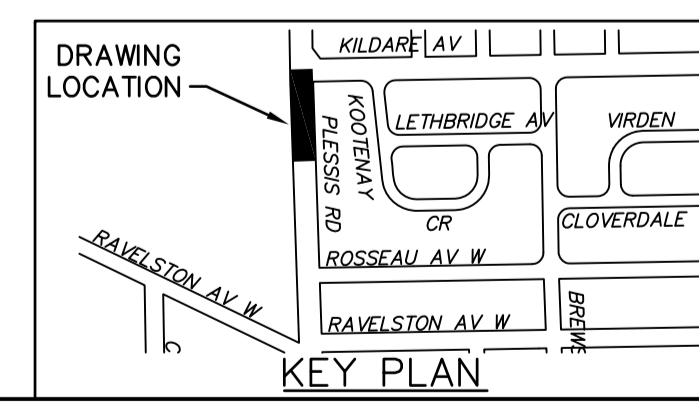 DRAWING
LOCATION
KILDARE AV
KOOTENAY
PLESSIS RD
LETHBRIDGE AV
VIRDEN
CR
CLOVERDALE
ROSSEAU AV W
RAVELSTON AV W
RAVELSTON AV W
BREWE
C
KEY PLAN